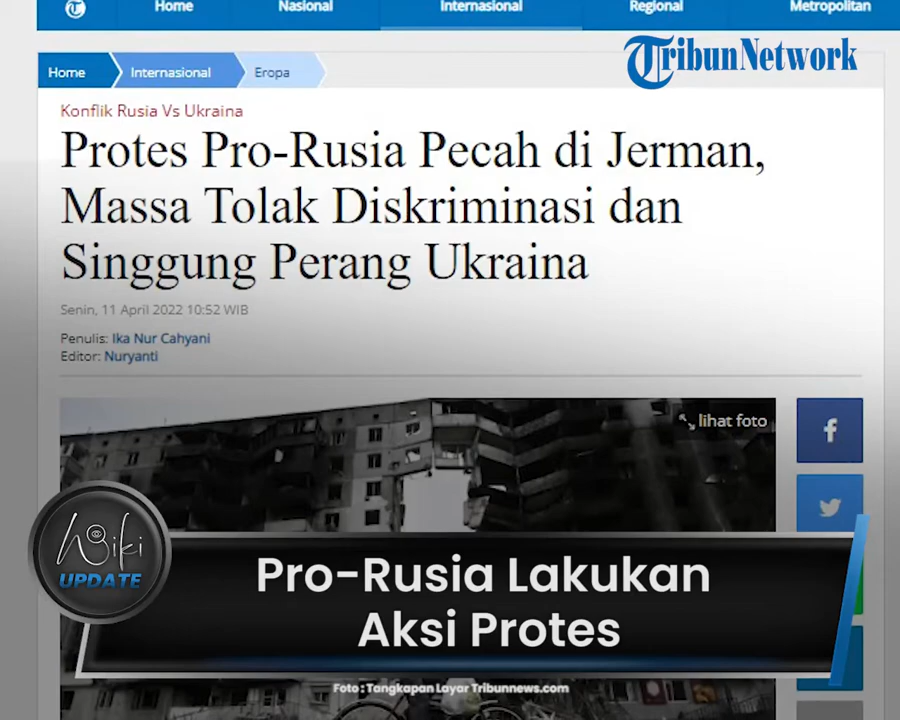 Home Nasional Internasional Regional Metropolitan
TribunNetwork
Home Internasional Eropa
Konflik Rusia Vs Ukraina
Protes Pro-Rusia Pecah di Jerman,
Massa Tolak Diskriminasi dan
Singgung Perang Ukraina
Senin, 11 April 2022 10:52 WIB
Penulis: Ika Nur Cahyani
Editor: Nuryanti
lihat foto
Wiki
UPDATE
Pro-Rusia Lakukan
Aksi Protes
Foto : Tangkapan Layar Tribunnews.com